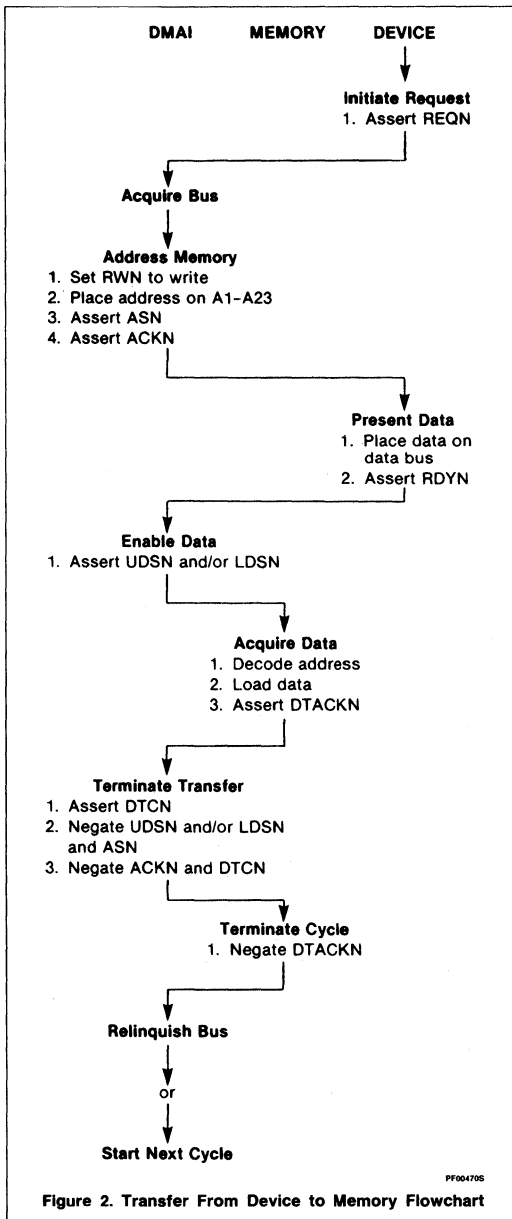 DMAI MEMORY DEVICE
Initiate Request
1. Assert REQN
Acquire Bus
Address Memory
1. Set RWN to write
2. Place address on A1–A23
3. Assert ASN
4. Assert ACKN
Present Data
1. Place data on
data bus
2. Assert RDYN
Enable Data
1. Assert UDSN and/or LDSN
Acquire Data
1. Decode address
2. Load data
3. Assert DTACKN
Terminate Transfer
1. Assert DTCN
2. Negate UDSN and/or LDSN
and ASN
3. Negate ACKN and DTCN
Terminate Cycle
1. Negate DTACKN
Relinquish Bus
or
Start Next Cycle
PF00470S
Figure 2. Transfer From Device to Memory Flowchart